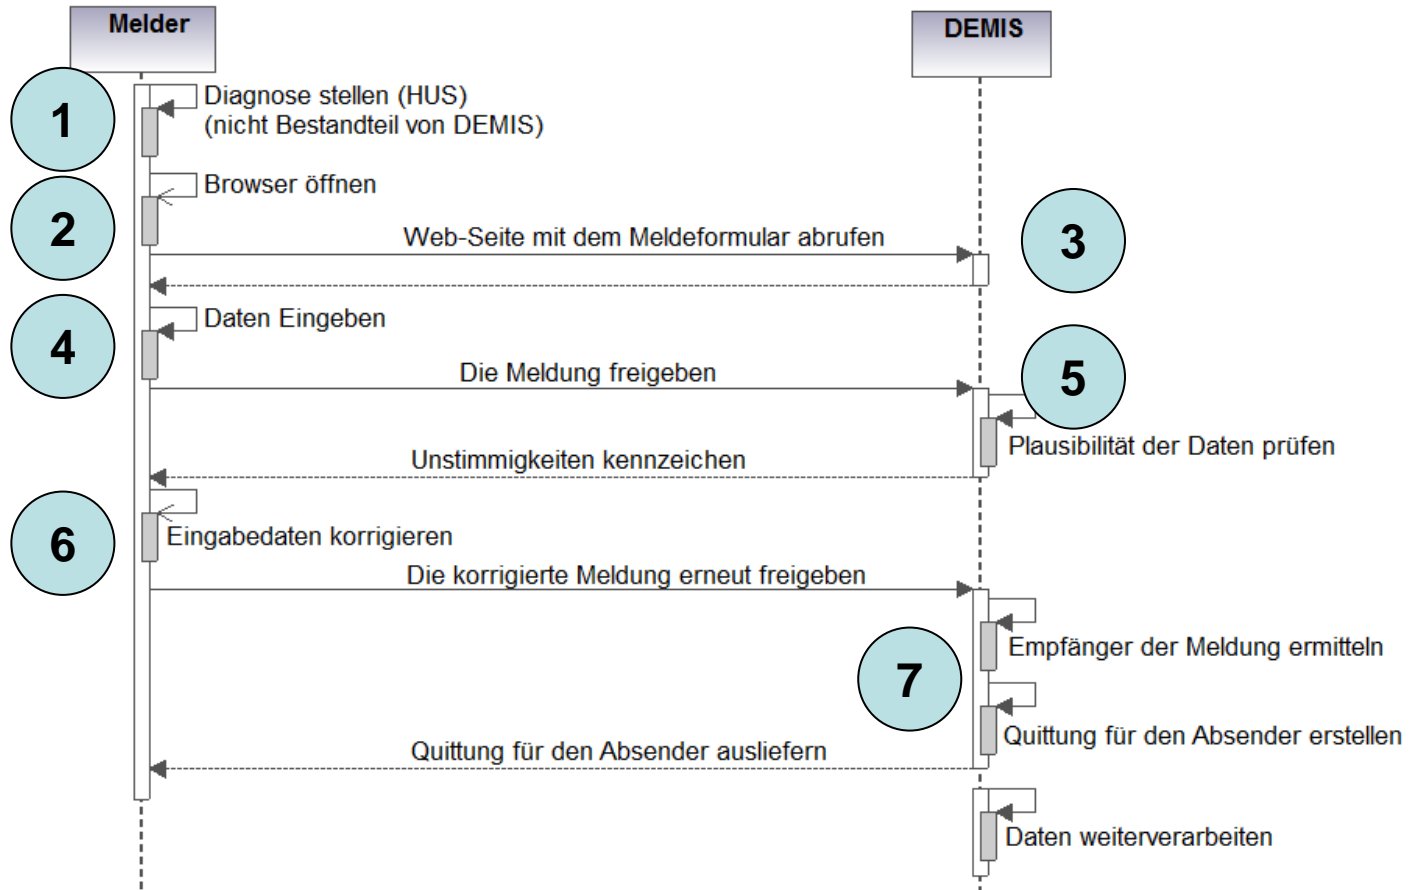 Melder
DEMIS
1
Diagnose stellen (HUS)
(nicht Bestandteil von DEMIS)
2
Browser öffnen
Web-Seite mit dem Meldeformular abrufen
3
4
Daten Eingeben
Die Meldung freigeben
5
Plausibilität der Daten prüfen
Unstimmigkeiten kennzeichen
6
Eingabedaten korrigieren
Die korrigierte Meldung erneut freigeben
7
Empfänger der Meldung ermitteln
Quittung für den Absender erstellen
Quittung für den Absender ausliefern
Daten weiterverarbeiten